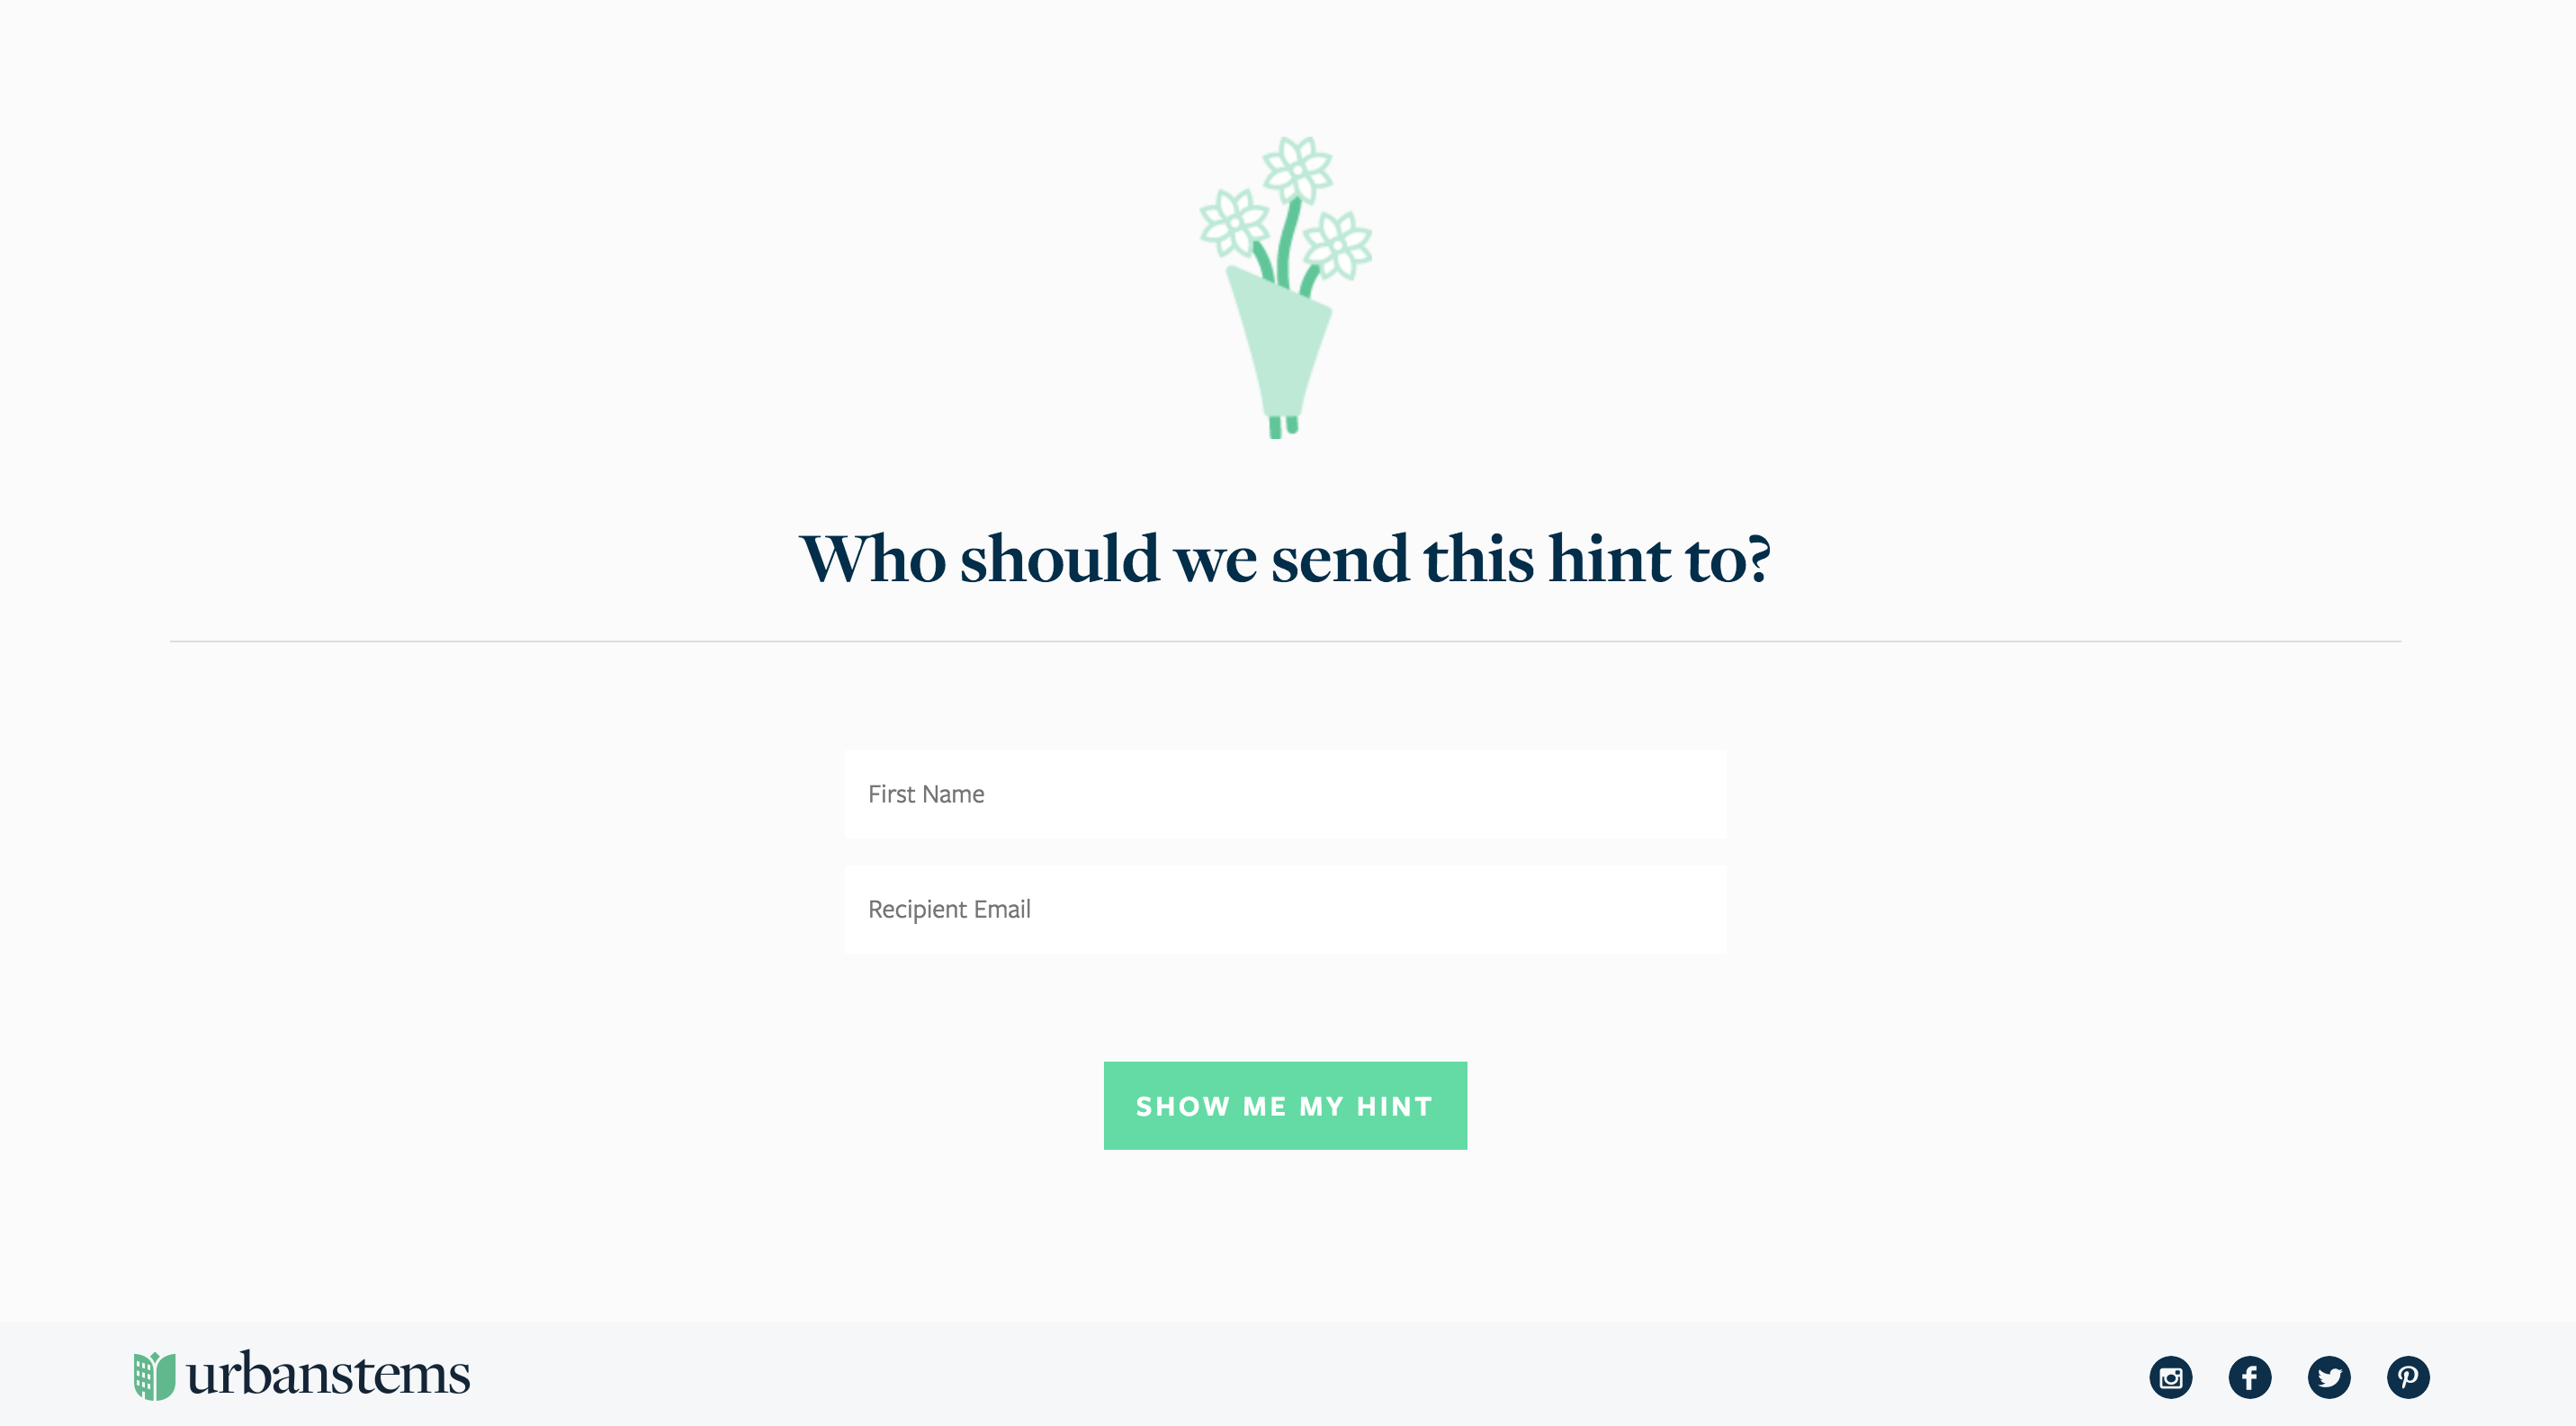 Who should we send this hint to?
First Name
Recipient Email
SHOW ME MY HINT
urbanstems